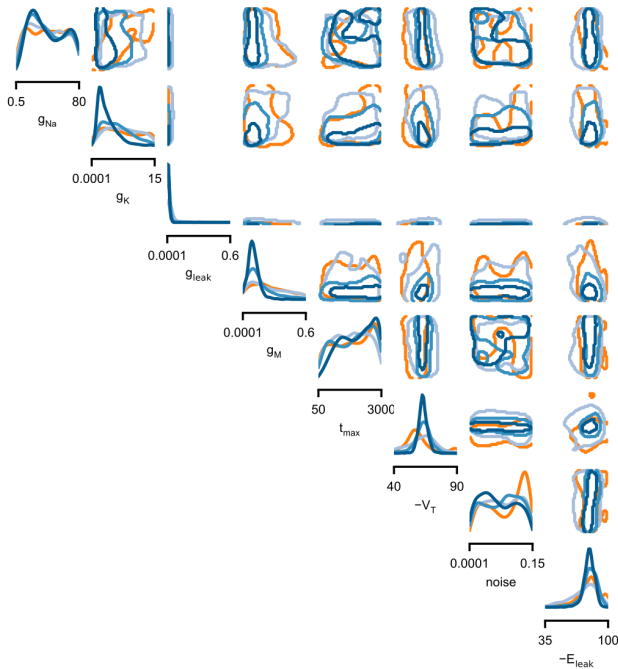 0.5 80
g_Na
0.0001 15
g_K
0.0001 0.6
g_leak
0.0001 0.6
g_M
50 3000
t_max
40 90
−V_T
0.0001 0.15
noise
35 100
−E_leak